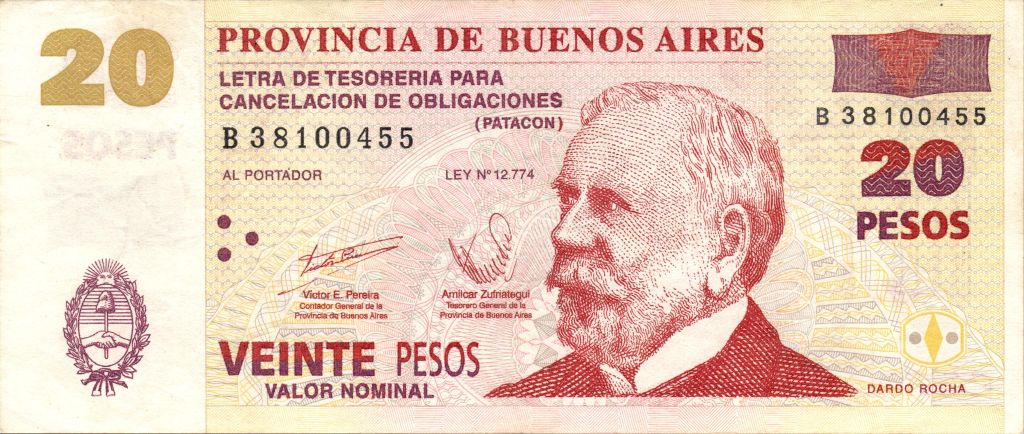 20
PROVINCIA DE BUENOS AIRES
LETRA DE TESORERIA PARA
CANCELACION DE OBLIGACIONES
(PATACON)
B 38100455
B 38100455
AL PORTADOR
LEY Nº 12.774
20
PESOS
Victor E. Pereira
Contador General de la
Provincia de Buenos Aires
Amilcar Zufriategui
Tesorero General de la
Provincia de Buenos Aires
VEINTE PESOS
VALOR NOMINAL
DARDO ROCHA